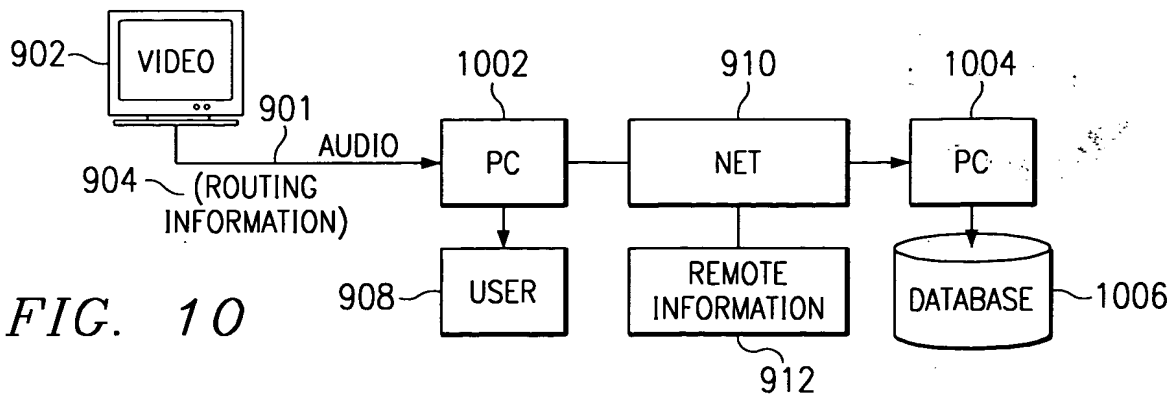 902
VIDEO
1002
910
1004
901
AUDIO
PC
NET
PC
904
(ROUTING
INFORMATION)
908
USER
REMOTE
INFORMATION
DATABASE
1006
912
FIG. 10